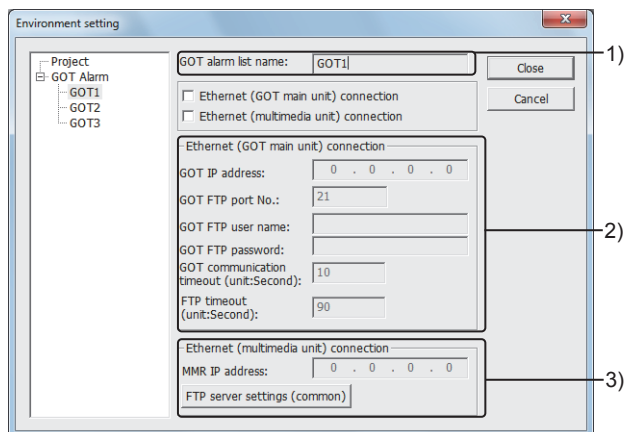 Environment setting
Project
GOT Alarm
GOT1
GOT2
GOT3
GOT alarm list name: GOT1
1)
Close
Cancel
Ethernet (GOT main unit) connection
Ethernet (multimedia unit) connection
Ethernet (GOT main unit) connection
GOT IP address: 0 . 0 . 0 . 0
GOT FTP port No.: 21
GOT FTP user name:
GOT FTP password:
GOT communication
timeout (unit:Second): 10
FTP timeout
(unit:Second): 90
2)
Ethernet (multimedia unit) connection
MMR IP address: 0 . 0 . 0 . 0
FTP server settings (common)
3)